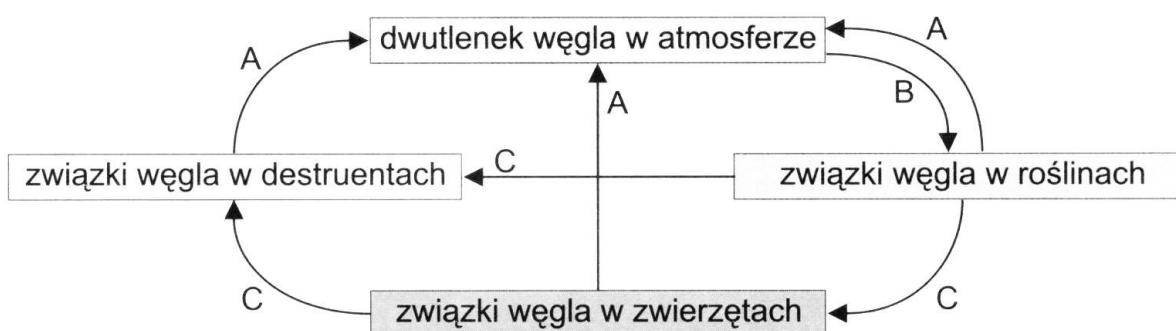 dwutlenek węgla w atmosferze
A
A
B
A
związki węgla w destruentach
C
związki węgla w roślinach
C
związki węgla w zwierzętach
C